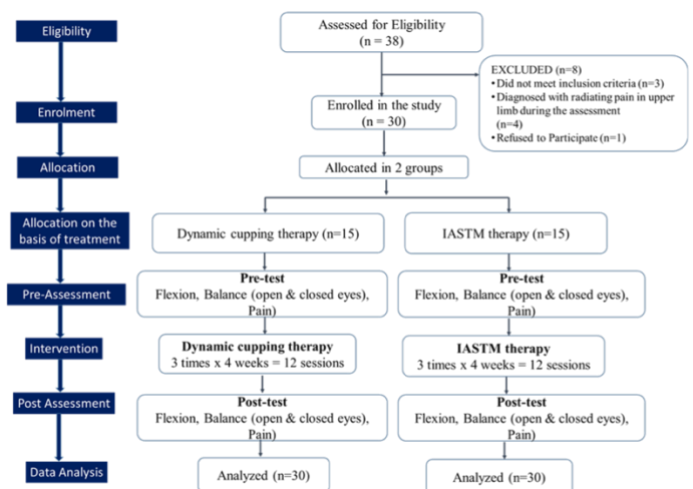 Eligibility
Enrolment
Allocation
Allocation on the
basis of treatment
Pre-Assessment
Intervention
Post Assessment
Data Analysis
Assessed for Eligibility
(n = 38)
EXCLUDED (n=8)
• Did not meet inclusion criteria (n=3)
• Diagnosed with radiating pain in upper
limb during the assessment
(n=4)
• Refused to Participate (n=1)
Enrolled in the study
(n = 30)
Allocated in 2 groups
Dynamic cupping therapy (n=15)
IASTM therapy (n=15)
Pre-test
Flexion, Balance (open & closed eyes),
Pain)
Pre-test
Flexion, Balance (open & closed eyes),
Pain)
Dynamic cupping therapy
3 times x 4 weeks = 12 sessions
IASTM therapy
3 times x 4 weeks = 12 sessions
Post-test
Flexion, Balance (open & closed eyes),
Pain)
Post-test
Flexion, Balance (open & closed eyes),
Pain)
Analyzed (n=30)
Analyzed (n=30)